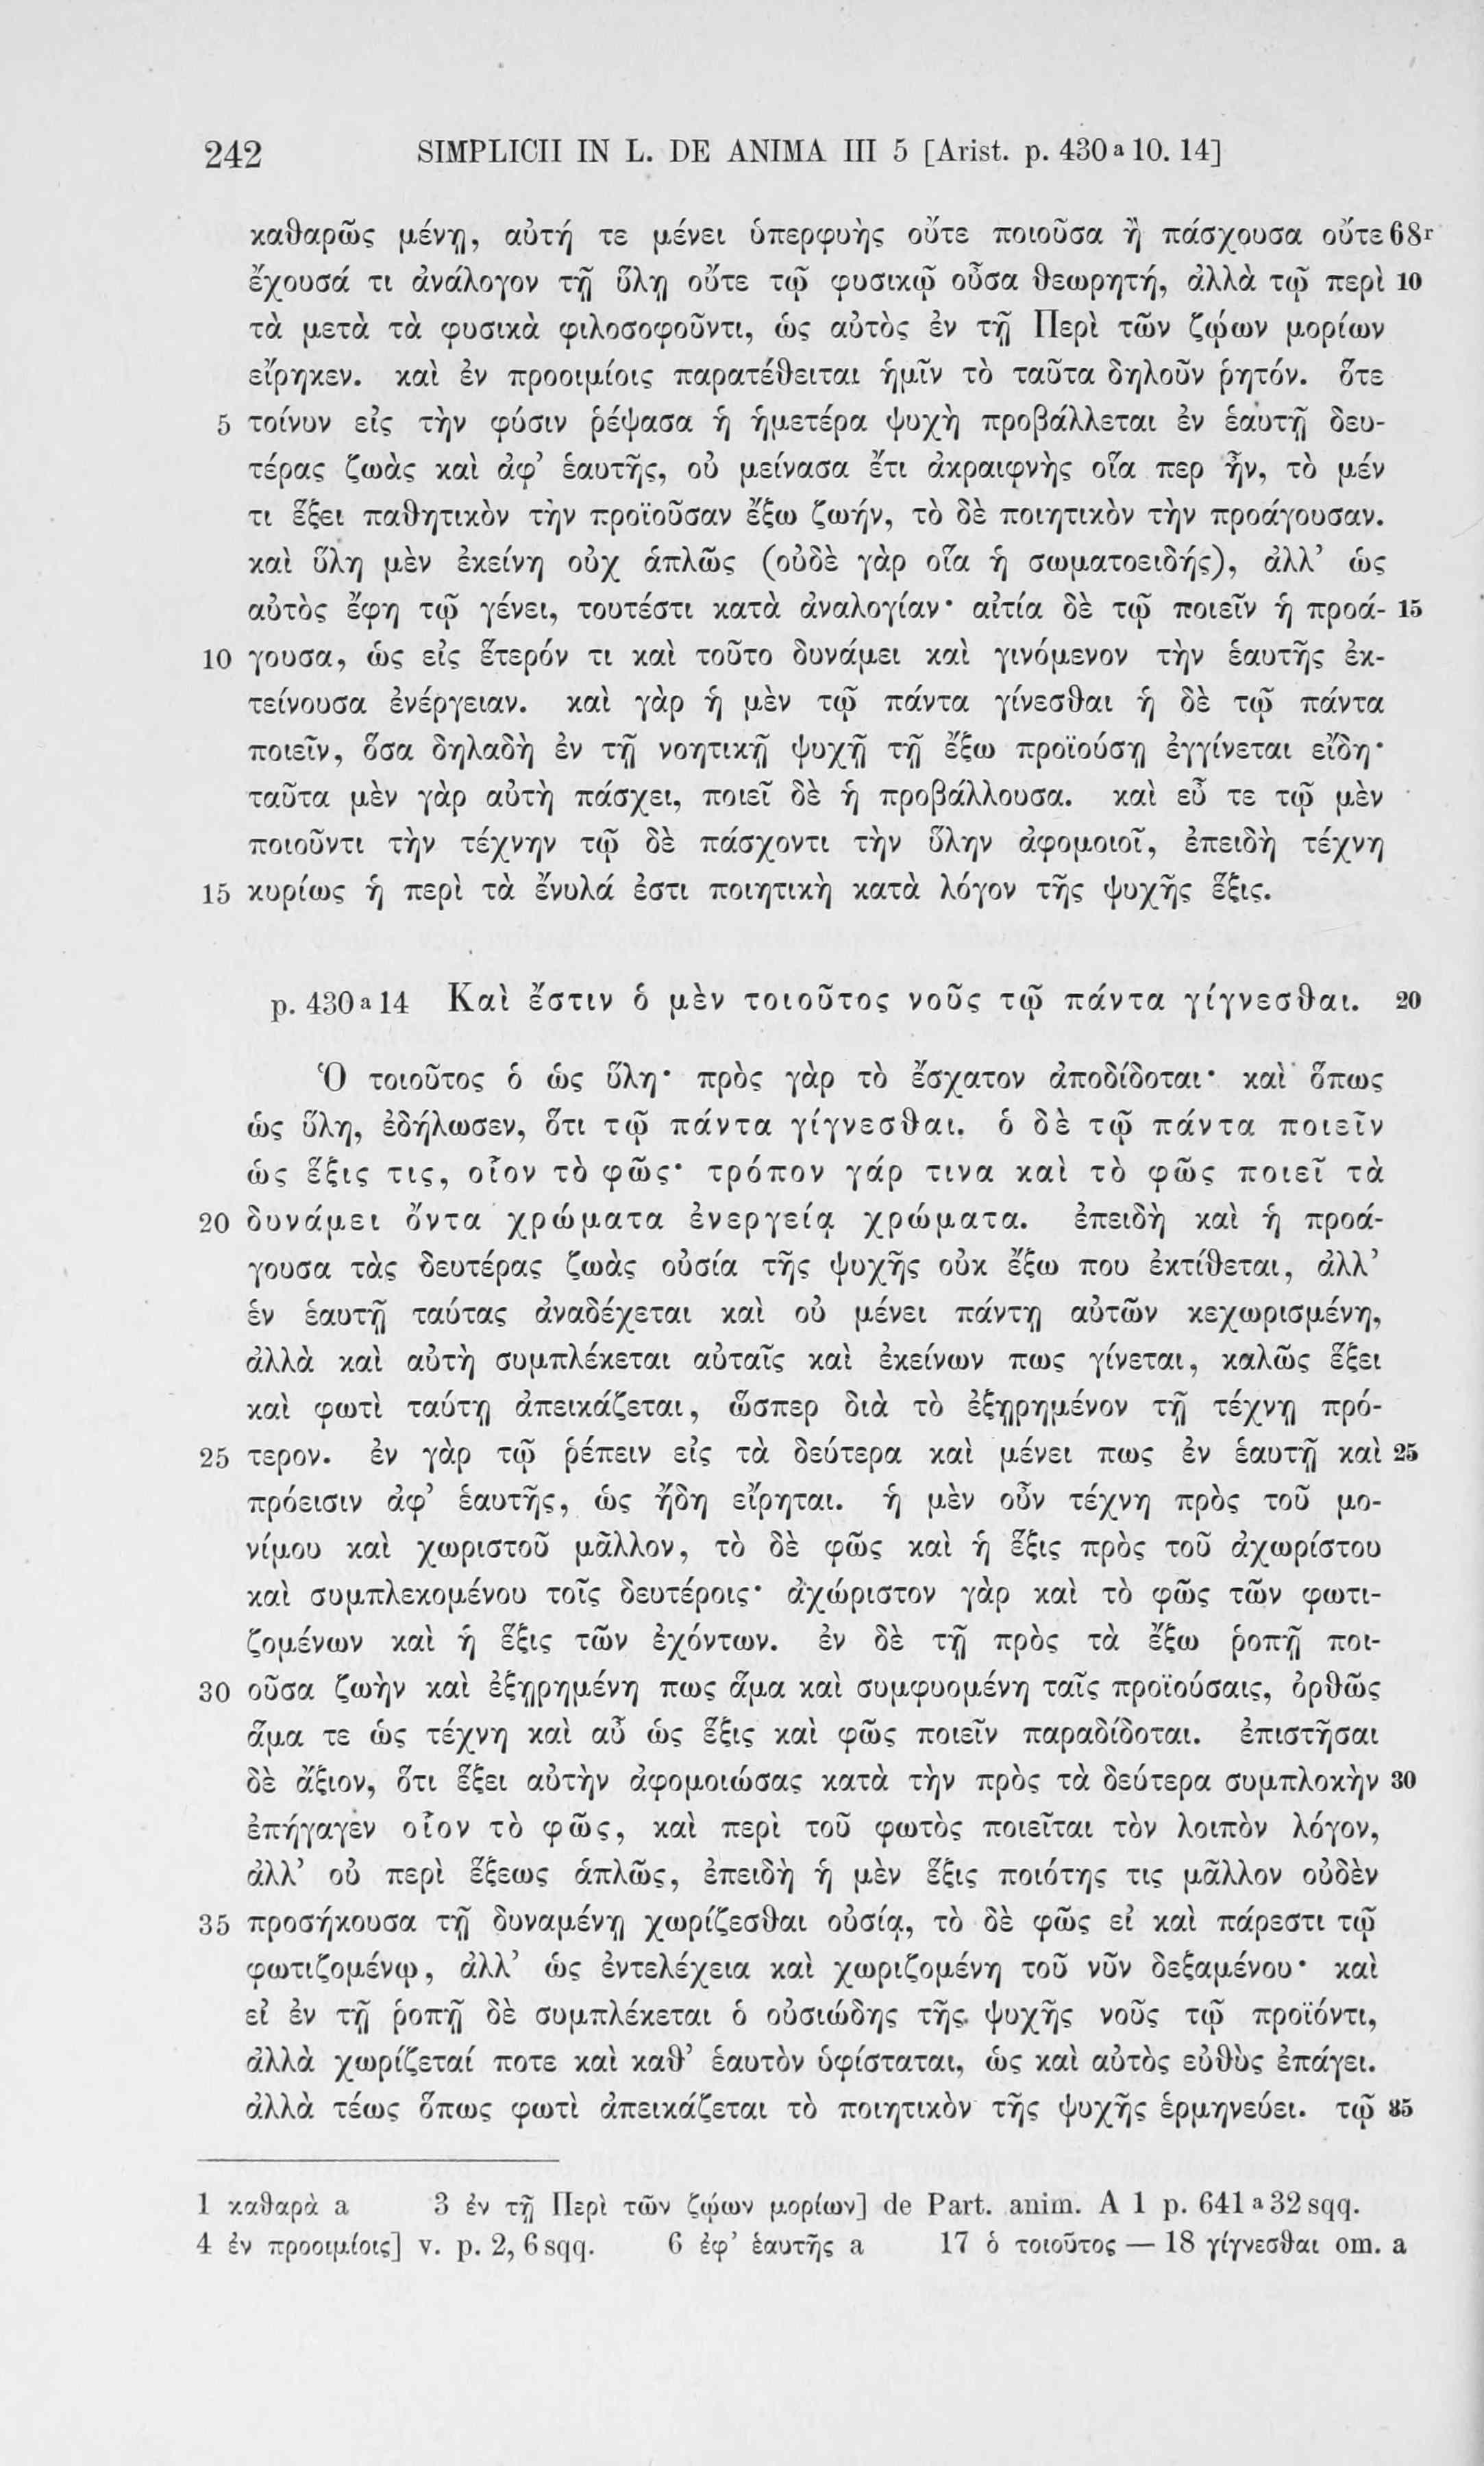 242 SIMPLICII IN L. DE ANIMA III 5 [Arist. p. 430 a 10. 14]
καθαρῶς μένῃ, αὐτή τε μένει ὑπερφυὴς οὔτε ποιοῦσα ἢ πάσχουσα οὔτε 68r
ἔχουσά τι ἀνάλογον τῇ ὕλῃ οὔτε τῷ φυσικῷ οὖσα θεωρητή, ἀλλὰ τῷ περὶ 10
τὰ μετὰ τὰ φυσικὰ φιλοσοφοῦντι, ὡς αὐτὸς ἐν τῇ Περὶ τῶν ζῴων μορίων
εἴρηκεν. καὶ ἐν προοιμίοις παρατέθειται ἡμῖν τὸ ταῦτα δηλοῦν ῥητόν. ὅτε
5 τοίνυν εἰς τὴν φύσιν ῥέψασα ἡ ἡμετέρα ψυχὴ προβάλλεται ἐν ἑαυτῇ δευ-
τέρας ζωὰς καὶ ἀφ’ ἑαυτῆς, οὐ μείνασα ἔτι ἀκραιφνὴς οἵα περ ἦν, τὸ μέν
τι ἕξει παθητικὸν τὴν προϊοῦσαν ἔξω ζωήν, τὸ δὲ ποιητικὸν τὴν προάγουσαν.
καὶ ὕλη μὲν ἐκείνη οὐχ ἁπλῶς (οὐδὲ γὰρ οἵα ἡ σωματοειδής), ἀλλ’ ὡς
αὐτὸς ἔφη τῷ γένει, τουτέστι κατὰ ἀναλογίαν· αἰτία δὲ τῷ ποιεῖν ἡ προά- 15
10 γουσα, ὡς εἰς ἕτερόν τι καὶ τοῦτο δυνάμει καὶ γινόμενον τὴν ἑαυτῆς ἐκ-
τείνουσα ἐνέργειαν. καὶ γὰρ ἡ μὲν τῷ πάντα γίνεσθαι ἡ δὲ τῷ πάντα
ποιεῖν, ὅσα δηλαδὴ ἐν τῇ νοητικῇ ψυχῇ τῇ ἔξω προϊούσῃ ἐγγίνεται εἴδη·
ταῦτα μὲν γὰρ αὐτὴ πάσχει, ποιεῖ δὲ ἡ προβάλλουσα. καὶ εὖ τε τῷ μὲν
ποιοῦντι τὴν τέχνην τῷ δὲ πάσχοντι τὴν ὕλην ἀφομοιοῖ, ἐπειδὴ τέχνη
15 κυρίως ἡ περὶ τὰ ἔνυλά ἐστι ποιητικὴ κατὰ λόγον τῆς ψυχῆς ἕξις.
p. 430 a 14 Καὶ ἔστιν ὁ μὲν τοιοῦτος νοῦς τῷ πάντα γίγνεσθαι. 20
Ὁ τοιοῦτος ὁ ὡς ὕλη· πρὸς γὰρ τὸ ἔσχατον ἀποδίδοται· καὶ ὅπως
ὡς ὕλη, ἐδήλωσεν, ὅτι τῷ πάντα γίγνεσθαι. ὁ δὲ τῷ πάντα ποιεῖν
ὡς ἕξις τις, οἷον τὸ φῶς· τρόπον γάρ τινα καὶ τὸ φῶς ποιεῖ τὰ
20 δυνάμει ὄντα χρώματα ἐνεργείᾳ χρώματα. ἐπειδὴ καὶ ἡ προά-
γουσα τὰς δευτέρας ζωὰς οὐσία τῆς ψυχῆς οὐκ ἔξω που ἐκτίθεται, ἀλλ’
ἐν ἑαυτῇ ταύτας ἀναδέχεται καὶ οὐ μένει πάντῃ αὐτῶν κεχωρισμένη,
ἀλλὰ καὶ αὐτὴ συμπλέκεται αὐταῖς καὶ ἐκείνων πως γίνεται, καλῶς ἕξει
καὶ φωτὶ ταύτῃ ἀπεικάζεται, ὥσπερ διὰ τὸ ἐξῃρημένον τῇ τέχνῃ πρό-
25 τερον. ἐν γὰρ τῷ ῥέπειν εἰς τὰ δεύτερα καὶ μένει πως ἐν ἑαυτῇ καὶ 25
πρόεισιν ἀφ’ ἑαυτῆς, ὡς ἤδη εἴρηται. ἡ μὲν οὖν τέχνη πρὸς τοῦ μο-
νίμου καὶ χωριστοῦ μᾶλλον, τὸ δὲ φῶς καὶ ἡ ἕξις πρὸς τοῦ ἀχωρίστου
καὶ συμπλεκομένου τοῖς δευτέροις· ἀχώριστον γὰρ καὶ τὸ φῶς τῶν φωτι-
ζομένων καὶ ἡ ἕξις τῶν ἐχόντων. ἐν δὲ τῇ πρὸς τὰ ἔξω ῥοπῇ ποι-
30 οῦσα ζωὴν καὶ ἐξῃρημένη πως ἅμα καὶ συμφυομένη ταῖς προϊούσαις, ὀρθῶς
ἅμα τε ὡς τέχνη καὶ αὖ ὡς ἕξις καὶ φῶς ποιεῖν παραδίδοται. ἐπιστῆσαι
δὲ ἄξιον, ὅτι ἕξει αὐτὴν ἀφομοιώσας κατὰ τὴν πρὸς τὰ δεύτερα συμπλοκὴν 30
ἐπήγαγεν οἷον τὸ φῶς, καὶ περὶ τοῦ φωτὸς ποιεῖται τὸν λοιπὸν λόγον,
ἀλλ’ οὐ περὶ ἕξεως ἁπλῶς, ἐπειδὴ ἡ μὲν ἕξις ποιότης τις μᾶλλον οὐδὲν
35 προσήκουσα τῇ δυναμένῃ χωρίζεσθαι οὐσίᾳ, τὸ δὲ φῶς εἰ καὶ πάρεστι τῷ
φωτιζομένῳ, ἀλλ’ ὡς ἐντελέχεια καὶ χωριζομένη τοῦ νῦν δεξαμένου· καὶ
εἰ ἐν τῇ ῥοπῇ δὲ συμπλέκεται ὁ οὐσιώδης τῆς ψυχῆς νοῦς τῷ προϊόντι,
ἀλλὰ χωρίζεταί ποτε καὶ καθ’ ἑαυτὸν ὑφίσταται, ὡς καὶ αὐτὸς εὐθὺς ἐπάγει.
ἀλλὰ τέως ὅπως φωτὶ ἀπεικάζεται τὸ ποιητικὸν τῆς ψυχῆς ἑρμηνεύει. τῷ 35
1 καθαρὰ a 3 ἐν τῇ Περὶ τῶν ζῴων μορίων] de Part. anim. A 1 p. 641 a 32 sqq.
4 ἐν προοιμίοις] v. p. 2, 6 sqq. 6 ἐφ’ ἑαυτῆς a 17 ὁ τοιοῦτος — 18 γίγνεσθαι om. a